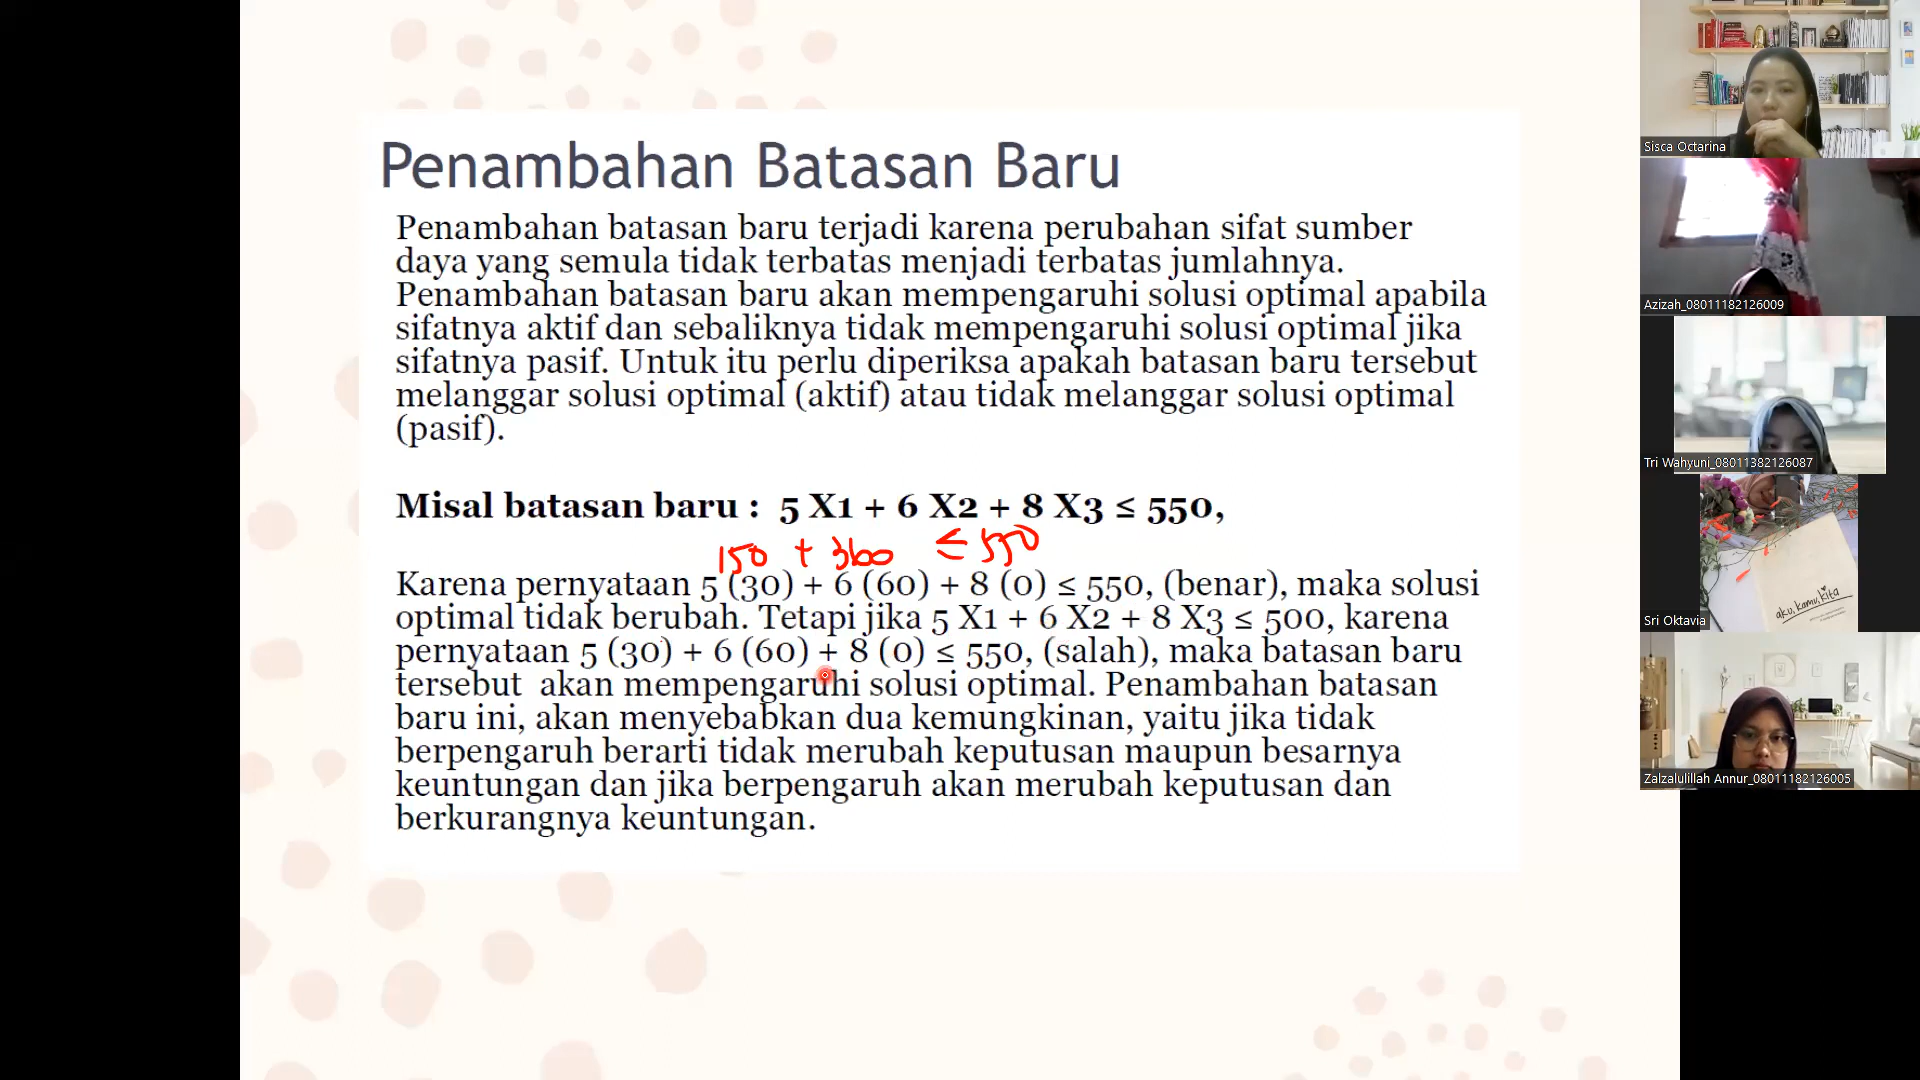 Penambahan Batasan Baru
Penambahan batasan baru terjadi karena perubahan sifat sumber
daya yang semula tidak terbatas menjadi terbatas jumlahnya.
Penambahan batasan baru akan mempengaruhi solusi optimal apabila
sifatnya aktif dan sebaliknya tidak mempengaruhi solusi optimal jika
sifatnya pasif. Untuk itu perlu diperiksa apakah batasan baru tersebut
melanggar solusi optimal (aktif) atau tidak melanggar solusi optimal
(pasif).
Misal batasan baru : 5 X1 + 6 X2 + 8 X3 ≤ 550,
150 + 360 ≤ 550
Karena pernyataan 5 (30) + 6 (60) + 8 (0) ≤ 550, (benar), maka solusi
optimal tidak berubah. Tetapi jika 5 X1 + 6 X2 + 8 X3 ≤ 500, karena
pernyataan 5 (30) + 6 (60) + 8 (0) ≤ 550, (salah), maka batasan baru
tersebut akan mempengaruhi solusi optimal. Penambahan batasan
baru ini, akan menyebabkan dua kemungkinan, yaitu jika tidak
berpengaruh berarti tidak merubah keputusan maupun besarnya
keuntungan dan jika berpengaruh akan merubah keputusan dan
berkurangnya keuntungan.
Sisca Octarina
Azizah_08011182126009
Tri Wahyuni_08011382126087
aku, kamu, kita
Sri Oktavia
Zalzalulillah Annur_08011182126005